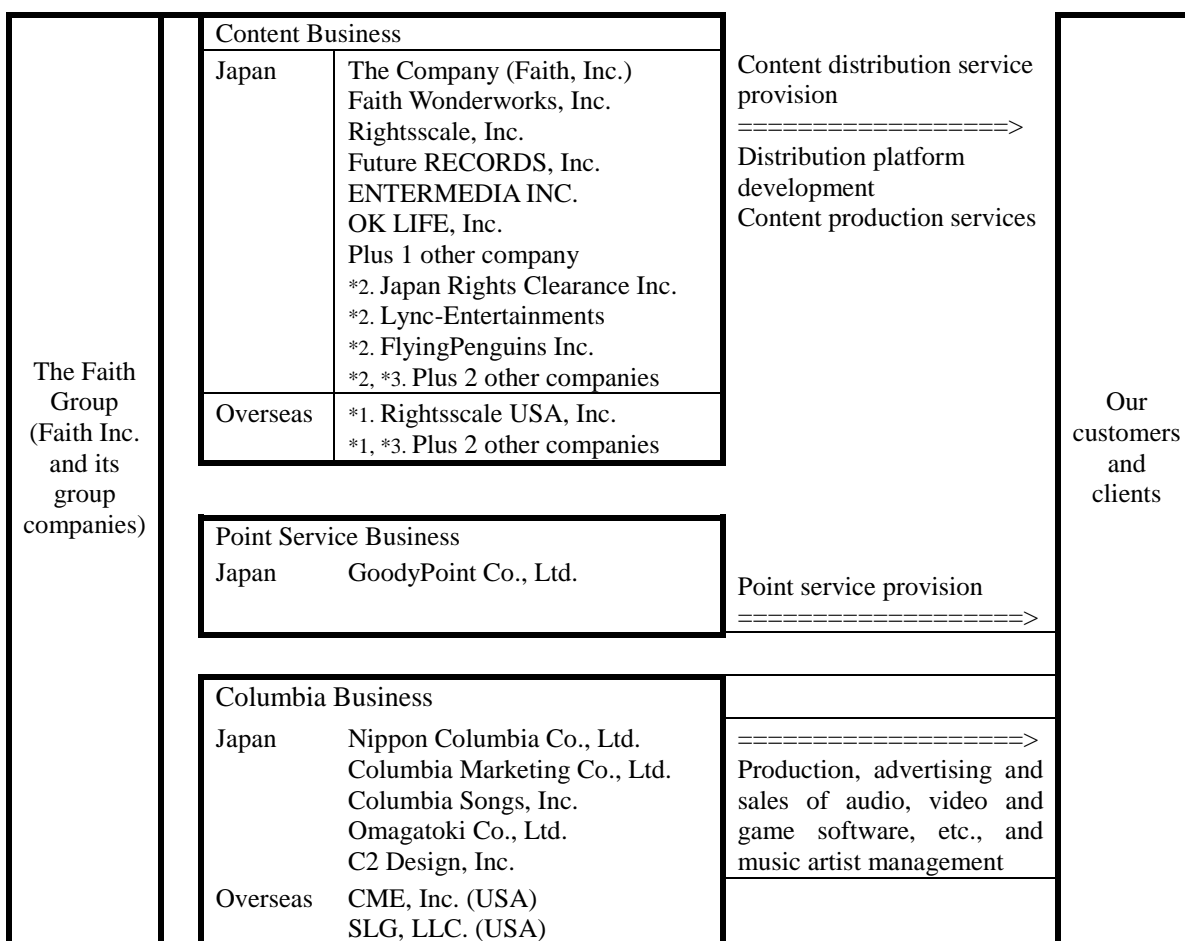 The Faith
Group
(Faith Inc.
and its
group
companies)
Content Business
Japan
The Company (Faith, Inc.)
Faith Wonderworks, Inc.
Rightsscale, Inc.
Future RECORDS, Inc.
ENTERMEDIA INC.
OK LIFE, Inc.
Plus 1 other company
*2. Japan Rights Clearance Inc.
*2. Lync-Entertainments
*2. FlyingPenguins Inc.
*2, *3. Plus 2 other companies
Overseas
*1. Rightsscale USA, Inc.
*1, *3. Plus 2 other companies
Content distribution service
provision
==================>
Distribution platform
development
Content production services
Point Service Business
Japan GoodyPoint Co., Ltd.
Point service provision
===================>
Columbia Business
Japan
Nippon Columbia Co., Ltd.
Columbia Marketing Co., Ltd.
Columbia Songs, Inc.
Omagatoki Co., Ltd.
C2 Design, Inc.
Overseas
CME, Inc. (USA)
SLG, LLC. (USA)
===================>
Production, advertising and
sales of audio, video and
game software, etc., and
music artist management
Our
customers
and
clients